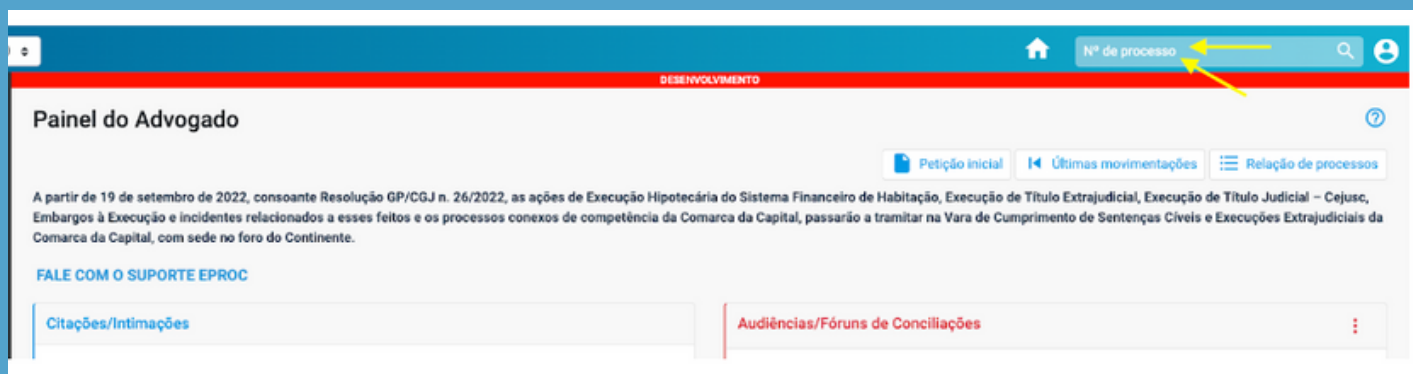 Nº de processo
DESENVOLVIMENTO
Painel do Advogado
Petição inicial
Últimas movimentações
Relação de processos
A partir de 19 de setembro de 2022, consoante Resolução GP/CGJ n. 26/2022, as ações de Execução Hipotecária do Sistema Financeiro de Habitação, Execução de Título Extrajudicial, Execução de Título Judicial – Cejusc,
Embargos à Execução e incidentes relacionados a esses feitos e os processos conexos de competência da Comarca da Capital, passarão a tramitar na Vara de Cumprimento de Sentenças Cíveis e Execuções Extrajudiciais da
Comarca da Capital, com sede no foro do Continente.
FALE COM O SUPORTE EPROC
Citações/Intimações
Audiências/Fóruns de Conciliações